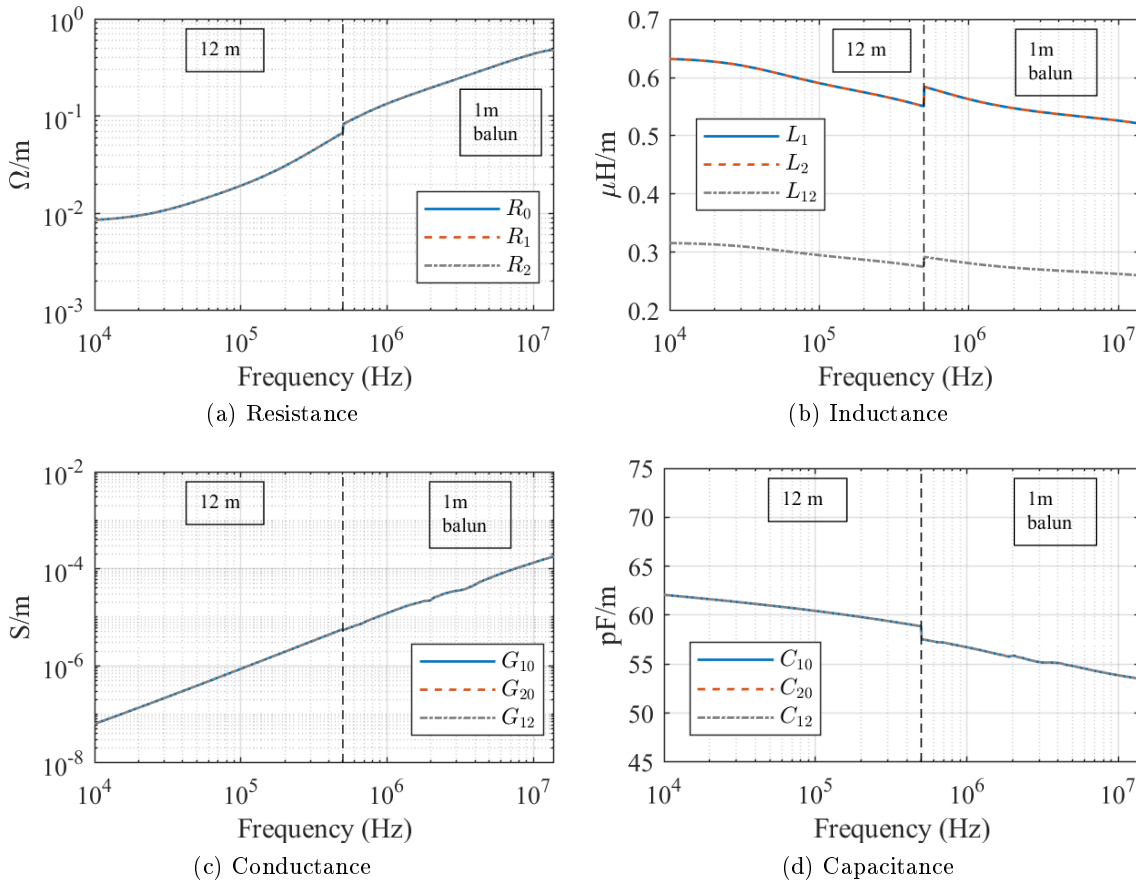 10^0
10^-1
10^-2
10^-3
Ω/m
12 m
1m
balun
R_0
R_1
R_2
10^4
10^5
10^6
10^7
Frequency (Hz)
(a) Resistance
0.7
0.6
0.5
0.4
0.3
0.2
μH/m
12 m
1m
balun
L_1
L_2
L_12
10^4
10^5
10^6
10^7
Frequency (Hz)
(b) Inductance
10^-2
10^-4
10^-6
10^-8
S/m
12 m
1m
balun
G_10
G_20
G_12
10^4
10^5
10^6
10^7
Frequency (Hz)
(c) Conductance
75
70
65
60
55
50
45
pF/m
12 m
1m
balun
C_10
C_20
C_12
10^4
10^5
10^6
10^7
Frequency (Hz)
(d) Capacitance